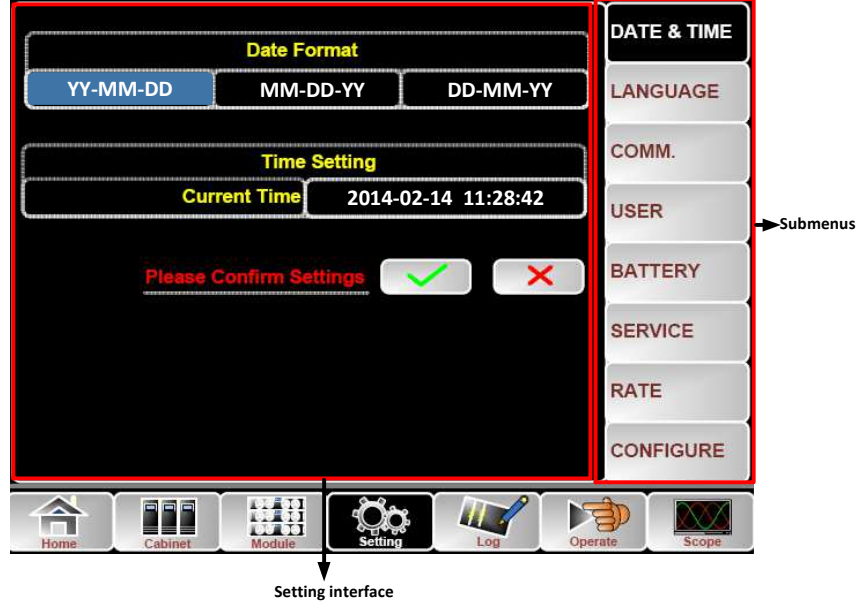 Date Format
YY-MM-DD MM-DD-YY DD-MM-YY
Time Setting
Current Time 2014-02-14 11:28:42
Please Confirm Settings
DATE & TIME
LANGUAGE
COMM.
USER
BATTERY
SERVICE
RATE
CONFIGURE
Submenus
Home Cabinet Module Setting Log Operate Scope
Setting interface